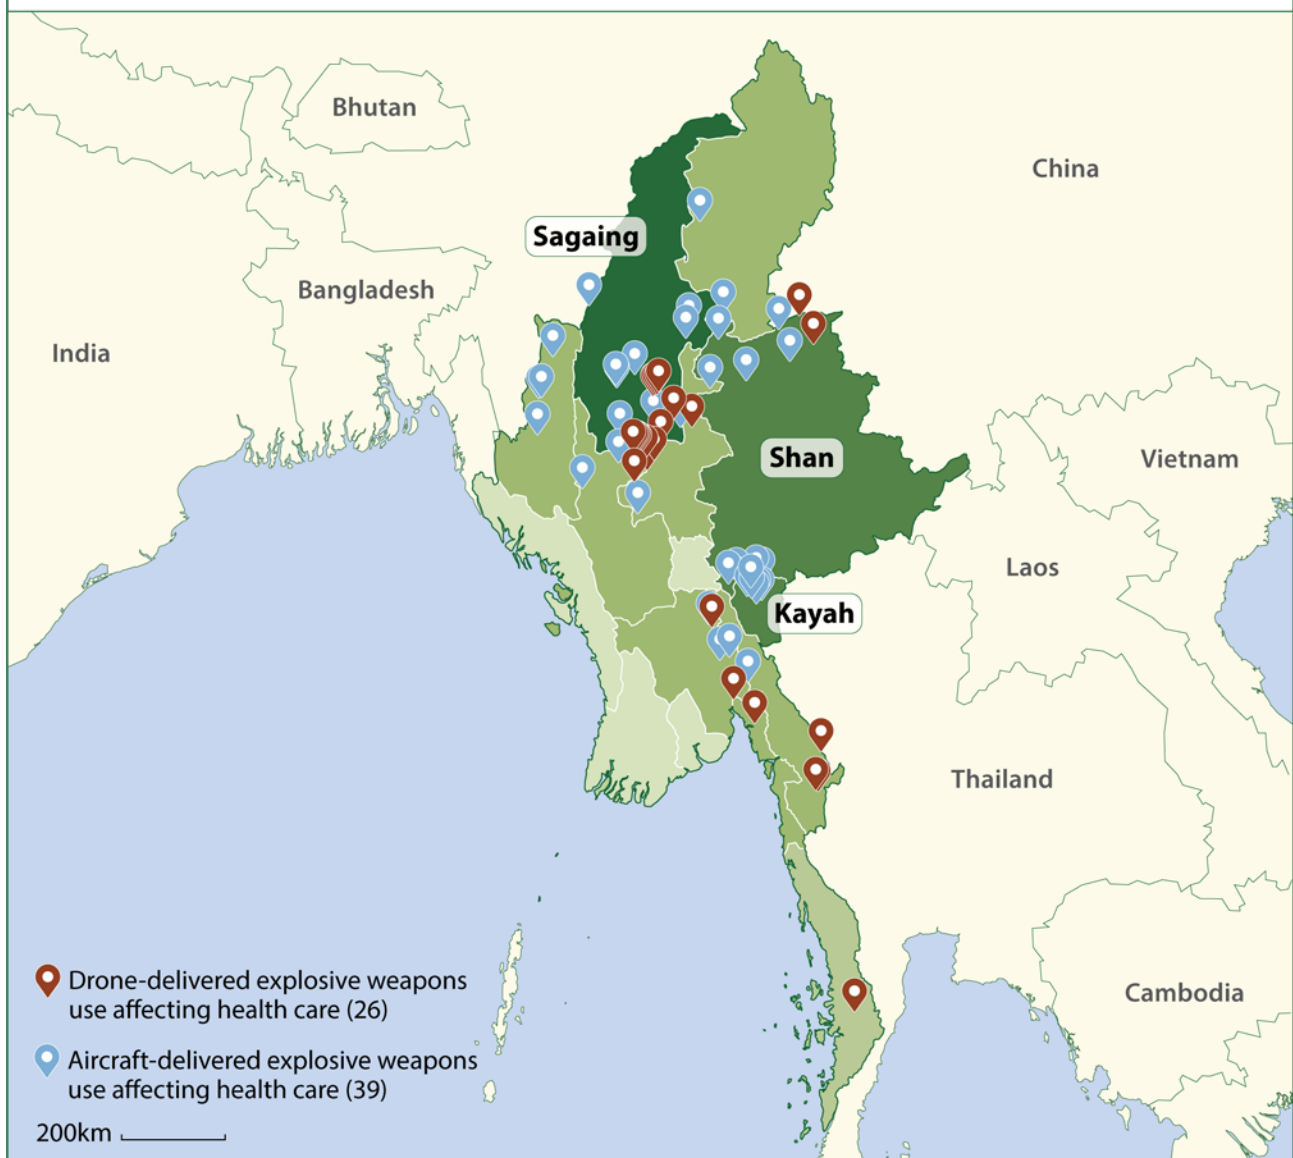 Bhutan
China
Sagaing
Bangladesh
India
Shan
Vietnam
Laos
Kayah
Thailand
Drone-delivered explosive weapons
use affecting health care (26)
Cambodia
Aircraft-delivered explosive weapons
use affecting health care (39)
200km